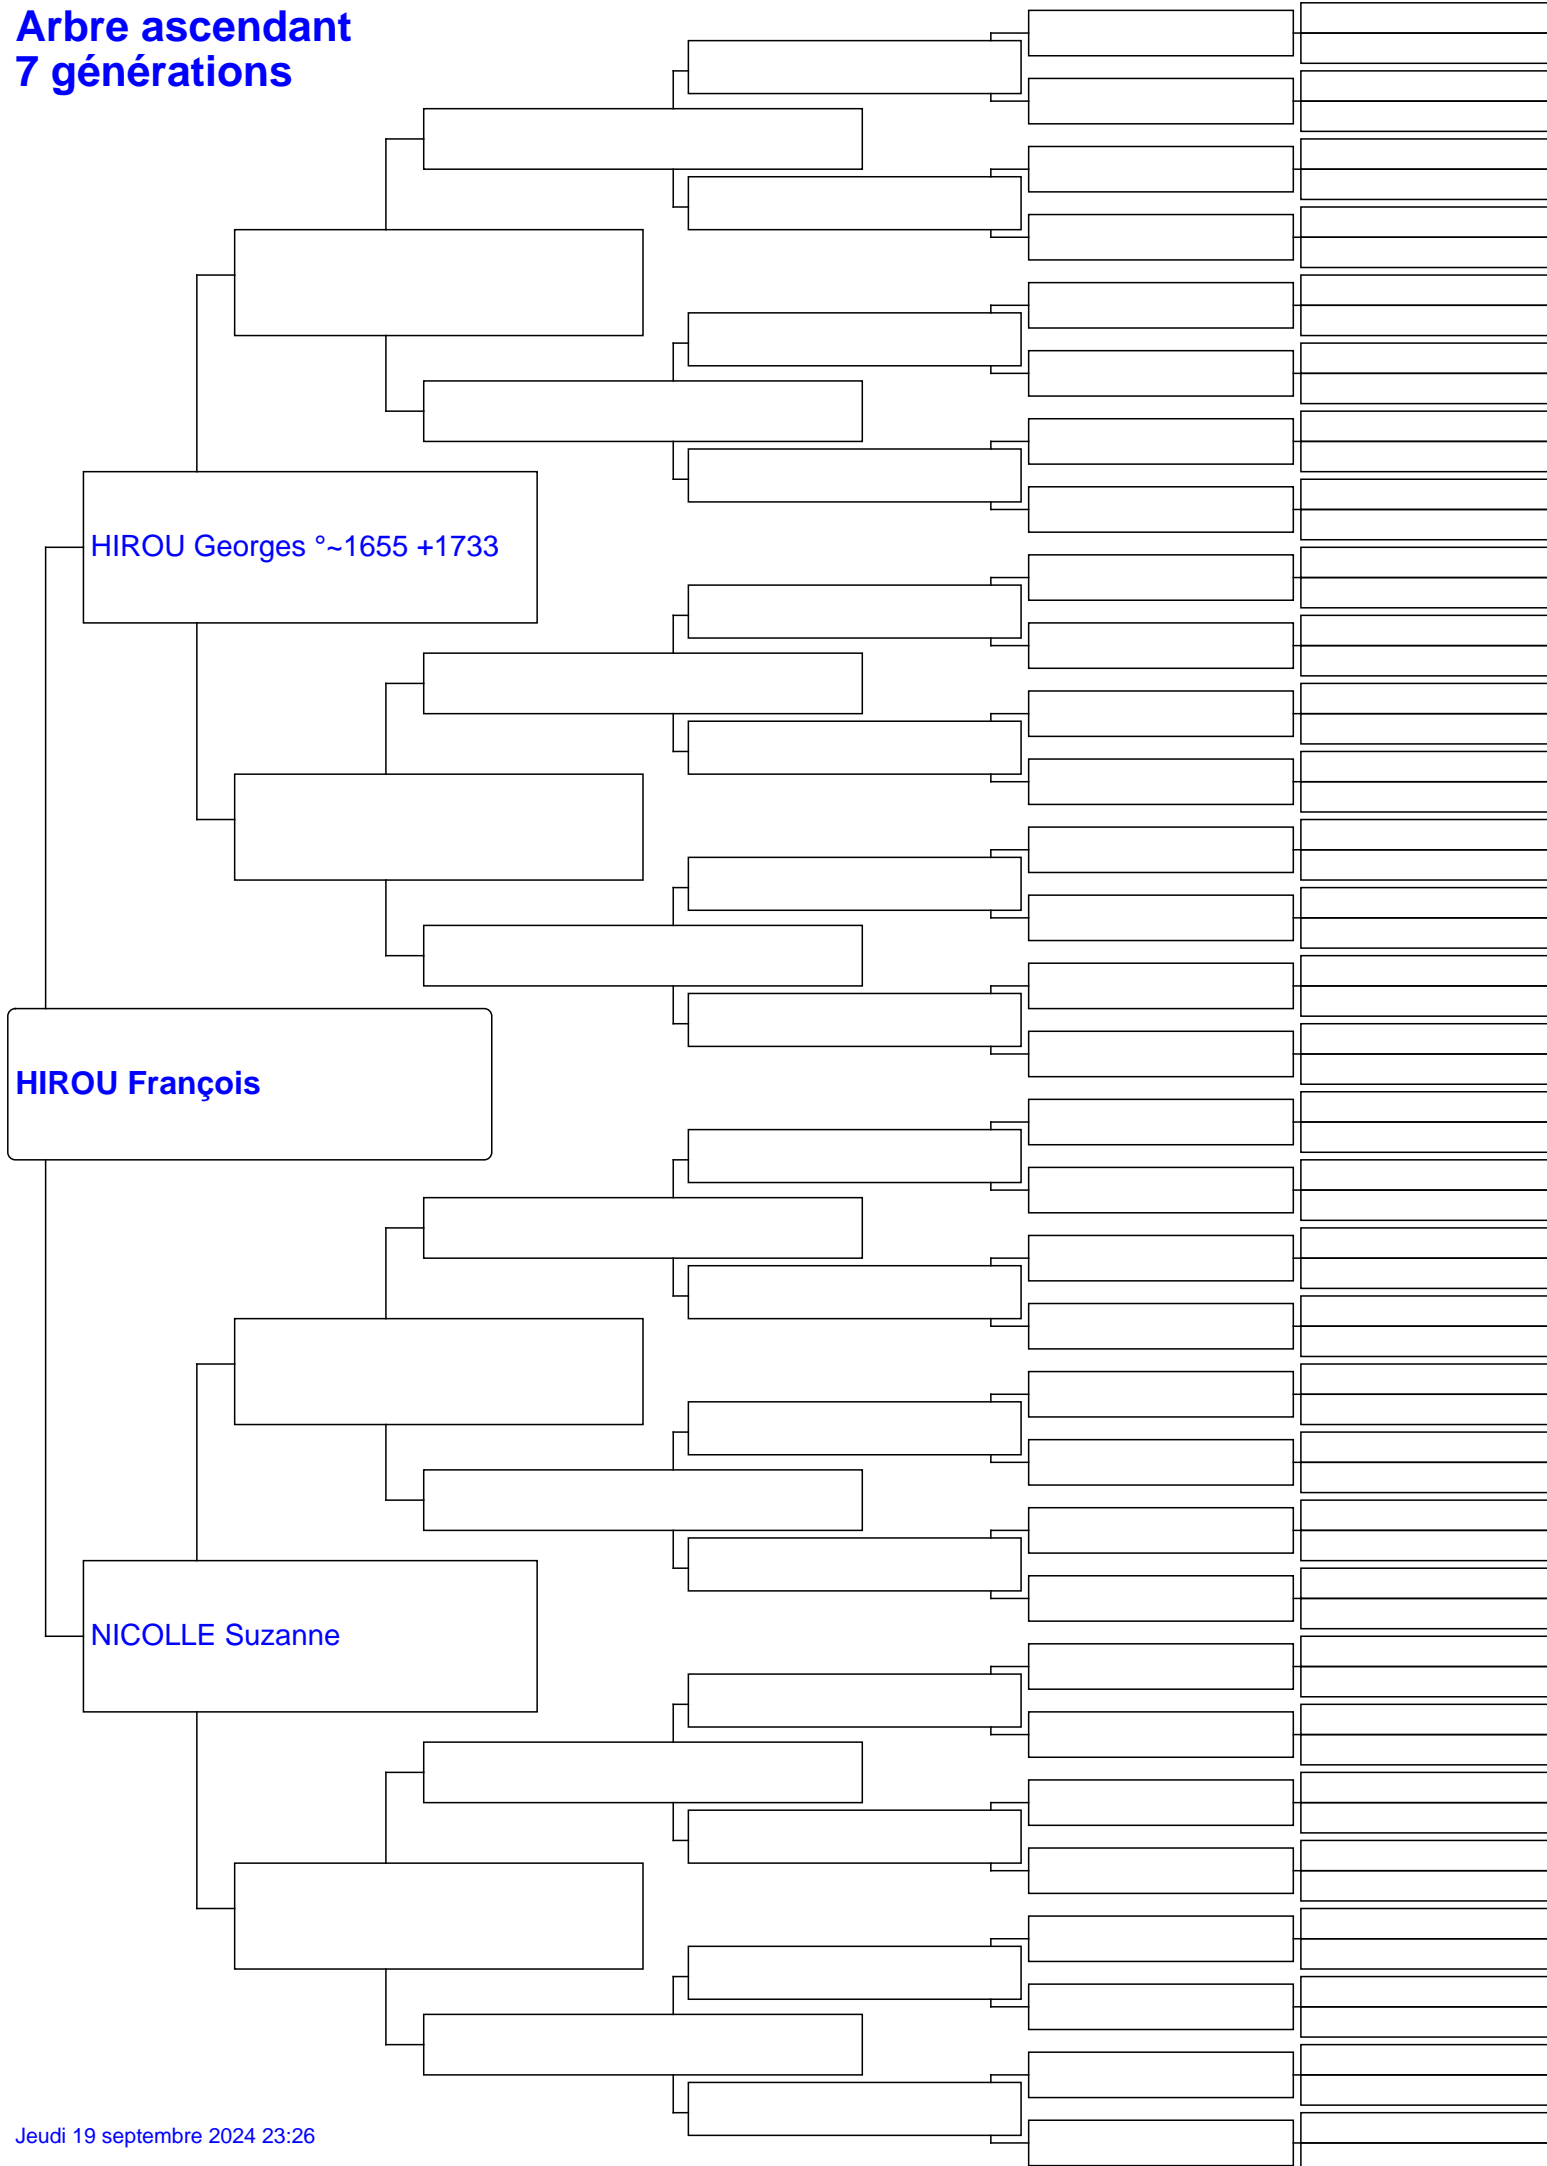 Arbre ascendant
7 générations
HIROU Georges °~1655 +1733
HIROU François
NICOLLE Suzanne
Jeudi 19 septembre 2024 23:26